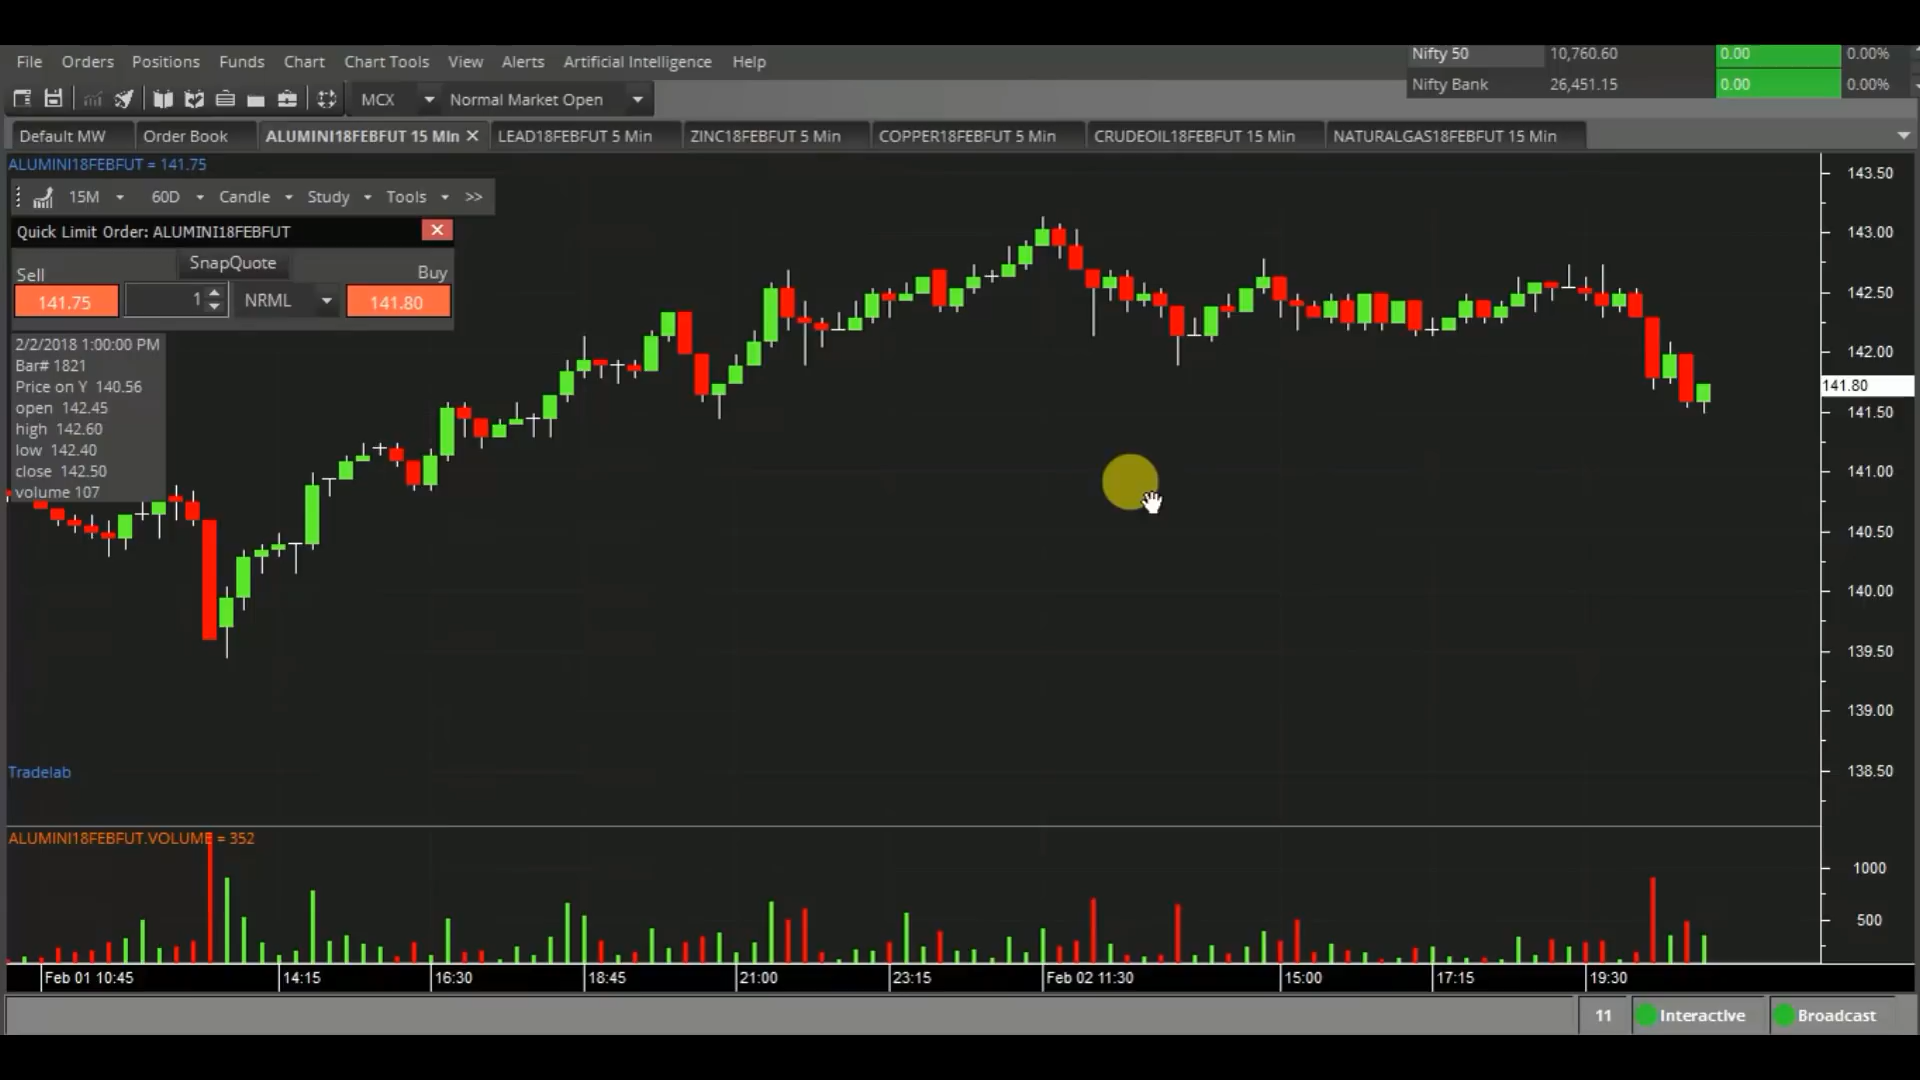 File Orders Positions Funds Chart Chart Tools View Alerts Artificial Intelligence Help
Nifty 50 10,760.60 0.00 0.00%
Nifty Bank 26,451.15 0.00 0.00%
MCX Normal Market Open
Default MW Order Book ALUMINI18FEBFUT 15 Min LEAD18FEBFUT 5 Min ZINC18FEBFUT 5 Min COPPER18FEBFUT 5 Min CRUDEOIL18FEBFUT 15 Min NATURALGAS18FEBFUT 15 Min
ALUMINI18FEBFUT = 141.75
15M 60D Candle Study Tools >>
Quick Limit Order: ALUMINI18FEBFUT
SnapQuote
Sell Buy
141.75 1 NRML 141.80
2/2/2018 1:00:00 PM
Bar# 1821
Price on Y 140.56
open 142.45
high 142.60
low 142.40
close 142.50
volume 107
143.50
143.00
142.50
142.00
141.80
141.50
141.00
140.50
140.00
139.50
139.00
138.50
Tradelab
ALUMINI18FEBFUT.VOLUME = 352
1000
500
Feb 01 10:45 14:15 16:30 18:45 21:00 23:15 Feb 02 11:30 15:00 17:15 19:30
11 Interactive Broadcast